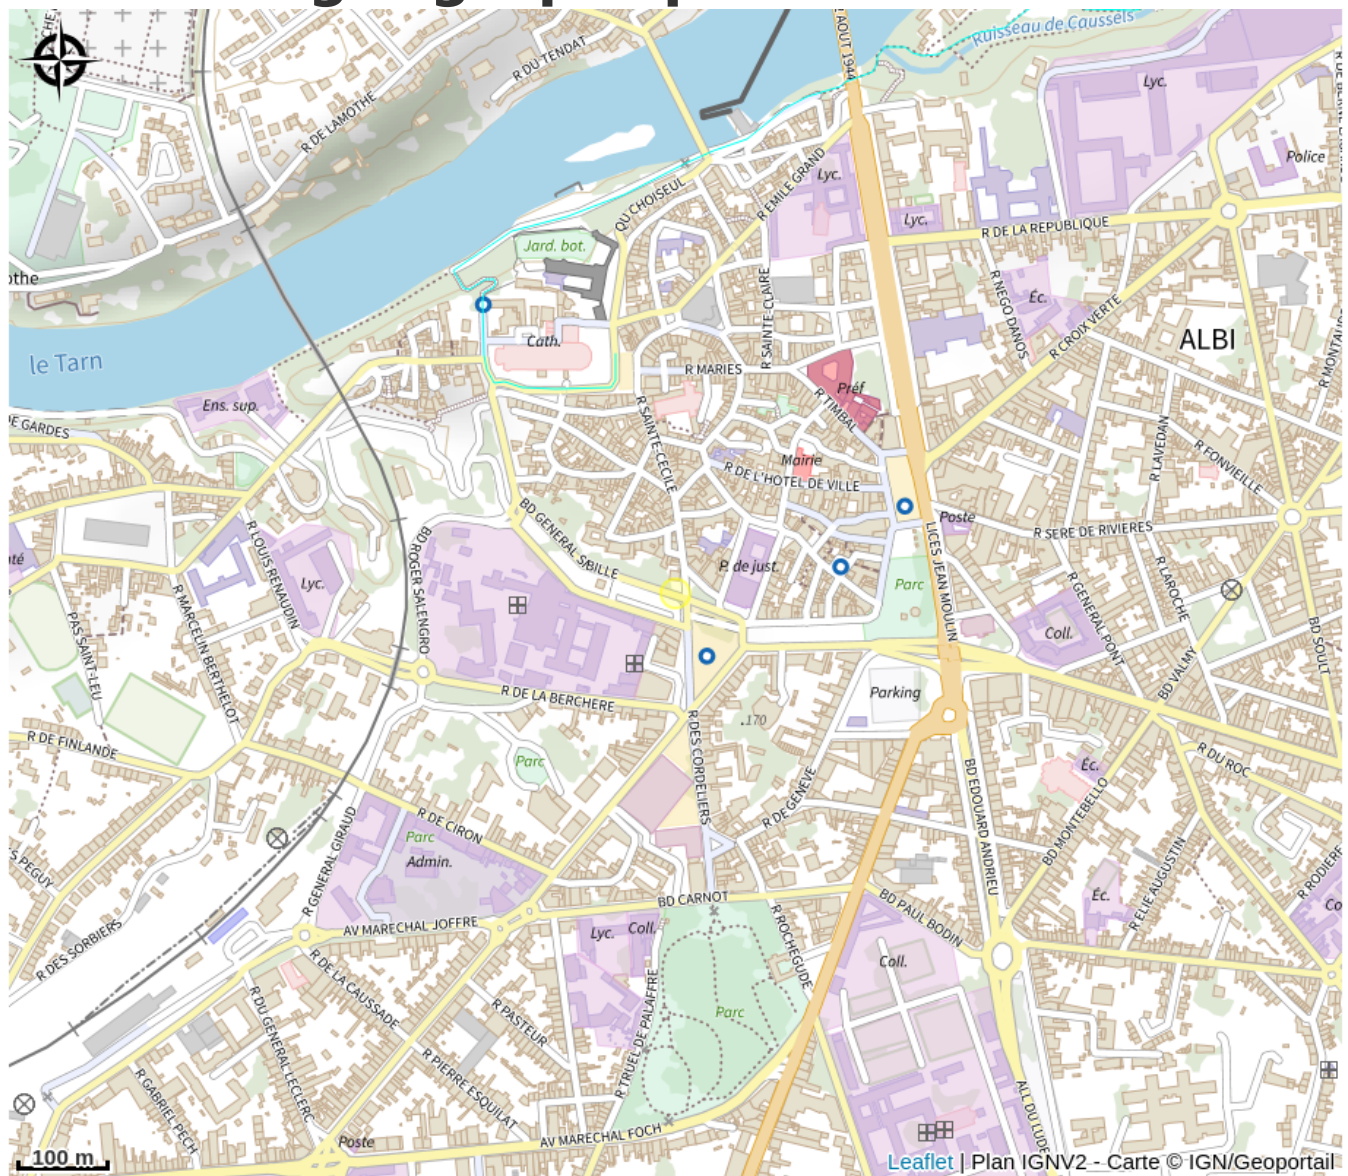 AOUT 1944
Ruisseau de Caussels
R DU TENDAT
Lyc.
R DE LAMOTHE
Police
R EMILE GRAND
Lyc.
QU CHOISEUL
Lyc.
R DE LA REPUBLIQUE
Jard. bot.
othe
R SAINTE-CLAIRE
R NEGO DANOS
Éc.
R CROIX VERTE
ALBI
Cath.
le Tarn
R MARIES
R MONTAU
Préf
Ens. sup.
R TIMBAL
R SAINTE-CECILE
DE GARDES
Mairie
R DE L'HOTEL DE VILLE
R LAVEDAN
R FONVIEILLE
BD GENERAL SIBILLE
Poste
R SERE DE RIVIERES
R LOUIS RENAUDIN
BD ROGER SALENGRO
LICES JEAN MOULIN
nté
Lyc.
P. de just.
Parc
R LAROCHE
R MARCELIN BERTHELOT
R GENERAL PONT
PAS SAINT-LEU
Coll.
BD SOULT
BD VALMY
R DE LA BERCHERE
Parking
.170
R DES CORDELIERS
R DE FINLANDE
Parc
Éc.
R DU ROC
R DE GENEVE
BD EDOUARD ANDRIEU
BD MONTEBELLO
R DE CIRON
Parc
Admin.
R GENERAL GIRAUD
S PEGUY
R ELIE AUGUSTIN
R RODIERE
BD CARNOT
Éc.
BD PAUL BODIN
Co
AV MARECHAL JOFFRE
Lyc.
Coll.
R ROCHEGUDE
R DES SORBIERS
R DE LA CAUSSADE
Coll.
R DU GENERAL LECLERC
R PASTEUR
R TRUEL DE PALAFFRE
Parc
R GABRIEL PECH
R PIERRE ESQUILAT
ALL DU LUDE
Poste
AV MARECHAL FOCH
100 m
Leaflet | Plan IGNV2 - Carte © IGN/Geoportail